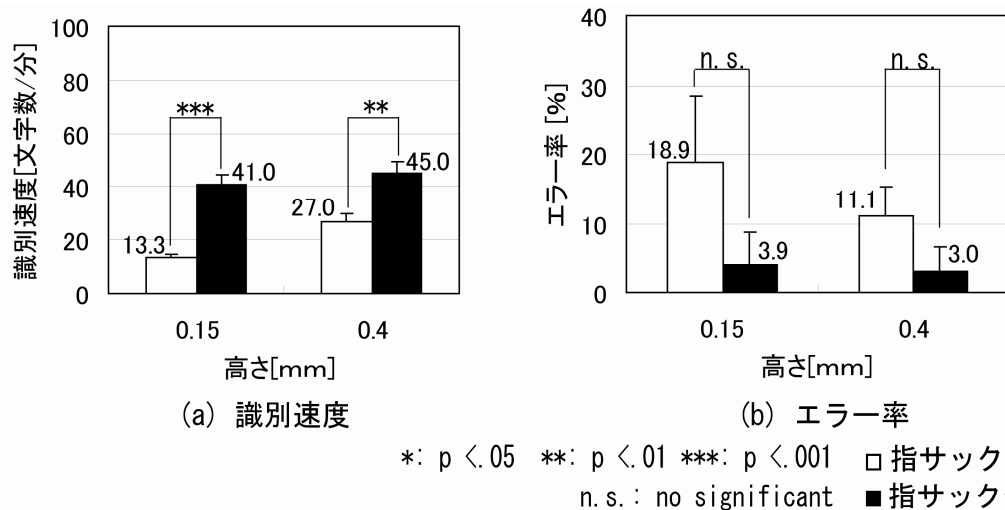 100
80
60
40
20
0
識別速度[文字数/分]
***
**
13.3
41.0
27.0
45.0
0.15
0.4
高さ[mm]
(a) 識別速度
40
30
20
10
0
エラー率 [%]
n.s.
n.s.
18.9
3.9
11.1
3.0
0.15
0.4
高さ[mm]
(b) エラー率
*: p <.05 **: p <.01 ***: p <.001 □指サック
n.s.: no significant ■指サック